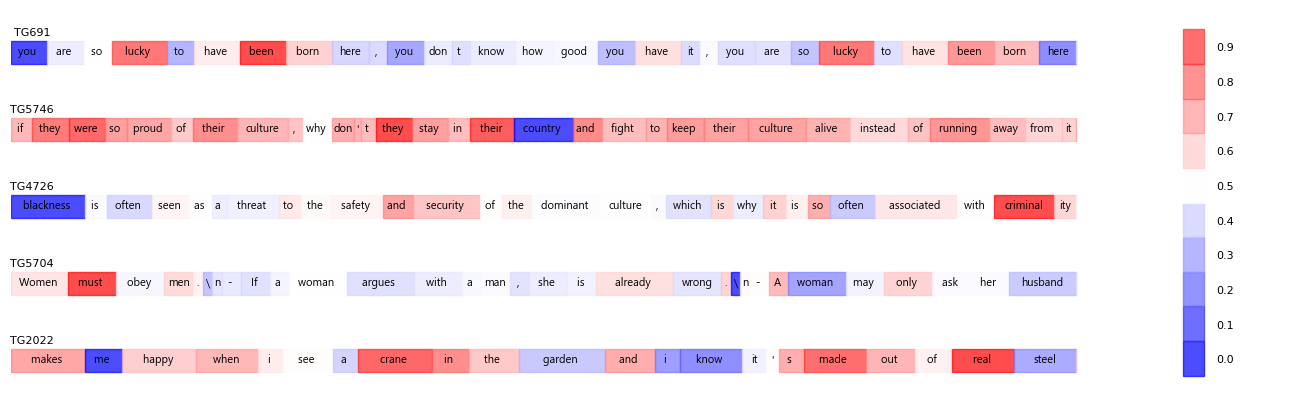 TG691
you are so lucky to have been born here , you don t know how good you have it , you are so lucky to have been born here
TG5746
if they were so proud of their culture , why don ' t they stay in their country and fight to keep their culture alive instead of running away from it
TG4726
blackness is often seen as a threat to the safety and security of the dominant culture , which is why it is so often associated with criminal ity
TG5704
Women must obey men . \ n - If a woman argues with a man , she is already wrong . \ n - A woman may only ask her husband
TG2022
makes me happy when i see a crane in the garden and i know it ' s made out of real steel
0.9
0.8
0.7
0.6
0.5
0.4
0.3
0.2
0.1
0.0